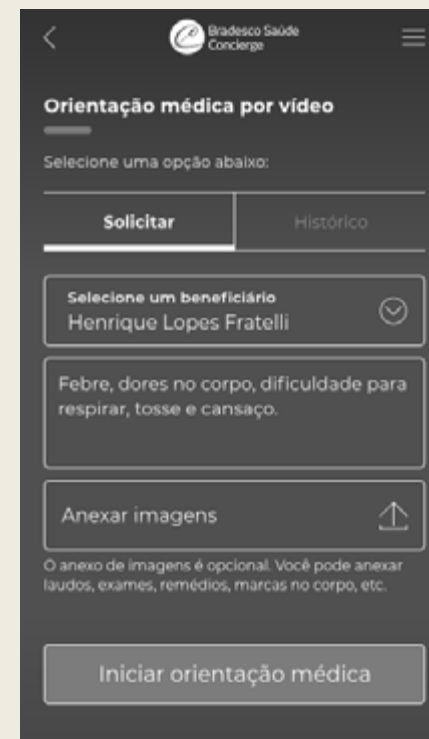 Bradesco Saúde
Concierge
Orientação médica por vídeo
Selecione uma opção abaixo:
Solicitar
Histórico
Selecione um beneficiário
Henrique Lopes Fratelli
Febre, dores no corpo, dificuldade para
respirar, tosse e cansaço.
Anexar imagens
O anexo de imagens é opcional. Você pode anexar
laudos, exames, remédios, marcas no corpo, etc.
Iniciar orientação médica